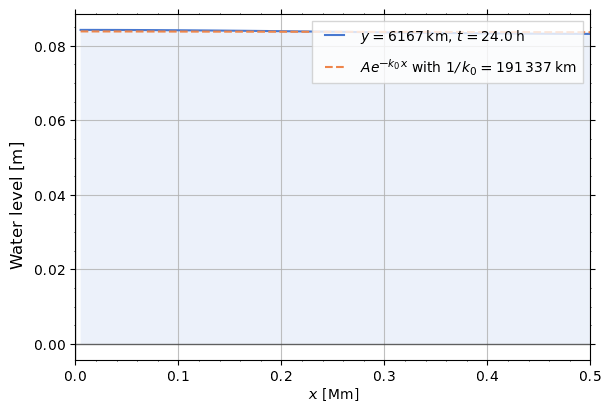 y = 6167 km, t = 24.0 h
Ae^{-k_0 x} with 1/k_0 = 191 337 km
Water level [m]
0.08
0.06
0.04
0.02
0.00
0.0 0.1 0.2 0.3 0.4 0.5
x [Mm]